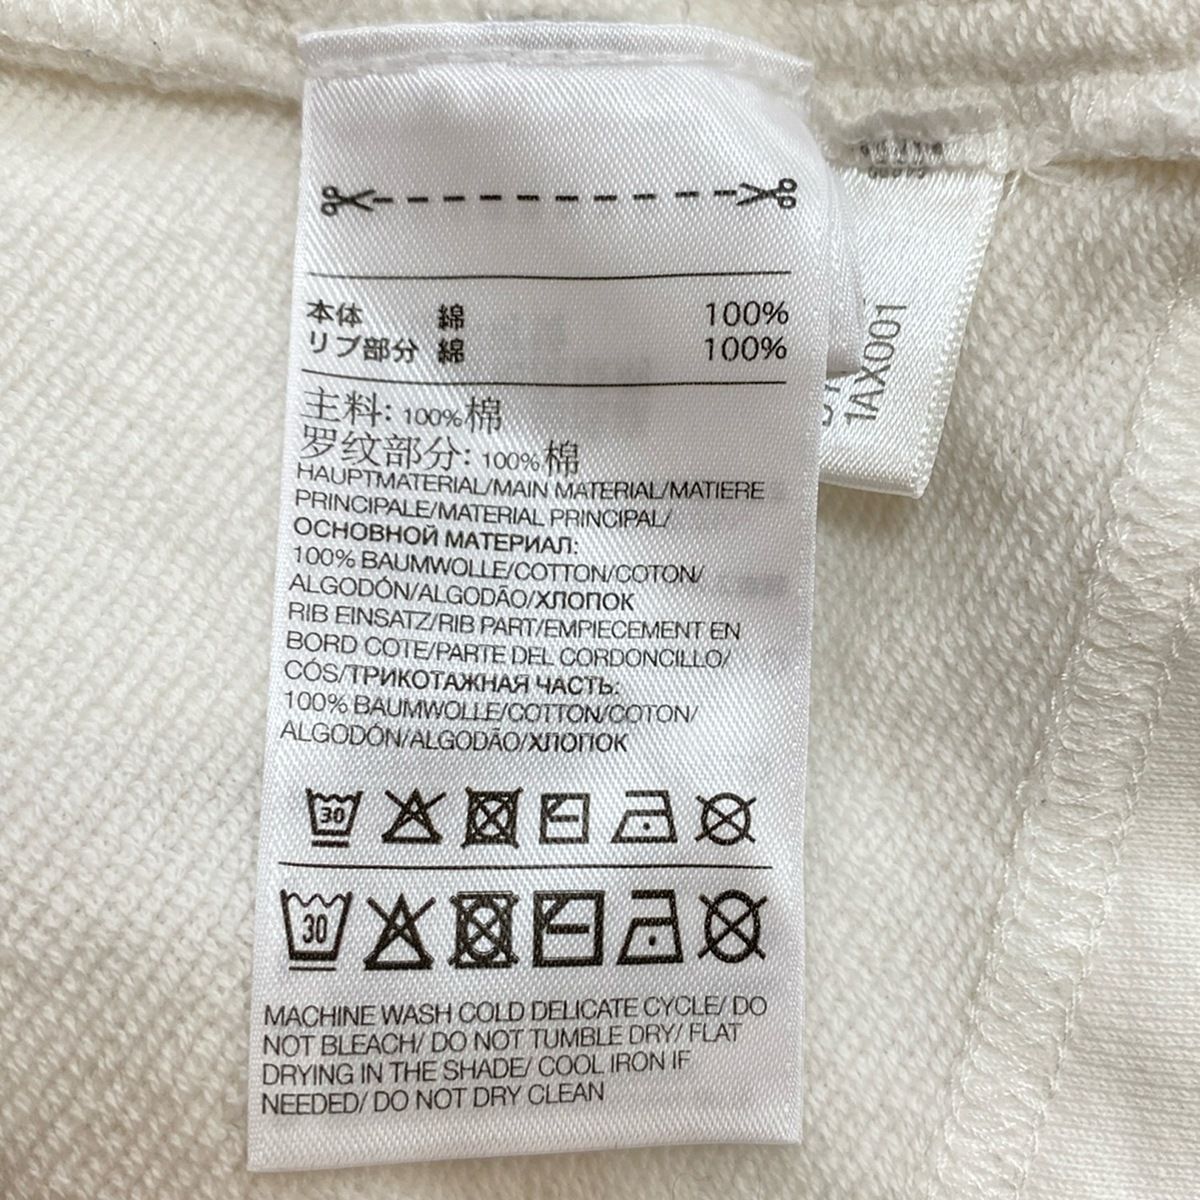 本体 綿 100%
リブ部分 綿 100%
主料: 100%棉
罗纹部分: 100%棉
HAUPTMATERIAL/MAIN MATERIAL/MATIERE
PRINCIPALE/MATERIAL PRINCIPAL/
ОСНОВНОЙ МАТЕРИАЛ:
100% BAUMWOLLE/COTTON/COTON/
ALGODÓN/ALGODÃO/ХЛОПОК
RIB EINSATZ/RIB PART/EMPIECEMENT EN
BORD COTE/PARTE DEL CORDONCILLO/
CÓS/ТРИКОТАЖНАЯ ЧАСТЬ:
100% BAUMWOLLE/COTTON/COTON/
ALGODÓN/ALGODÃO/ХЛОПОК
30
30
MACHINE WASH COLD DELICATE CYCLE/ DO
NOT BLEACH/ DO NOT TUMBLE DRY/ FLAT
DRYING IN THE SHADE/ COOL IRON IF
NEEDED/ DO NOT DRY CLEAN
1AX001